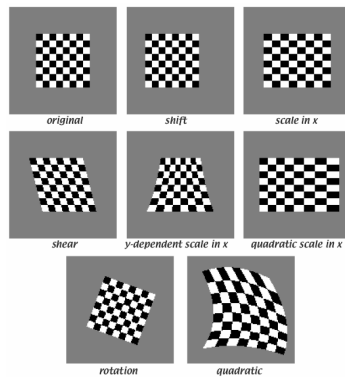 original shift scale in x
shear y-dependent scale in x quadratic scale in x
rotation quadratic